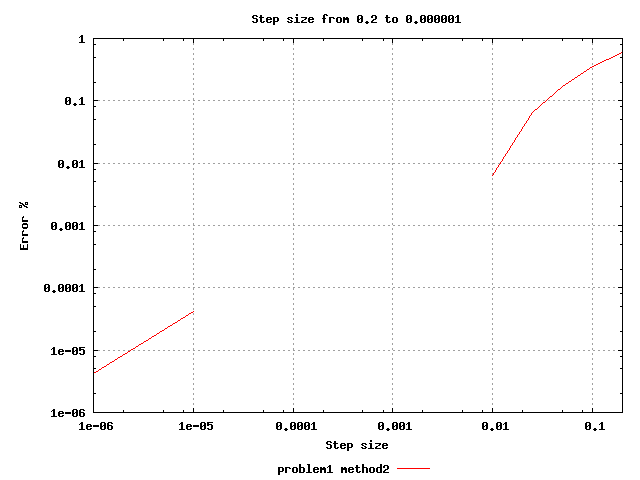 Step size from 0.2 to 0.000001
1
0.1
0.01
0.001
0.0001
1e-05
1e-06
Error %
1e-06 1e-05 0.0001 0.001 0.01 0.1
Step size
problem1 method2